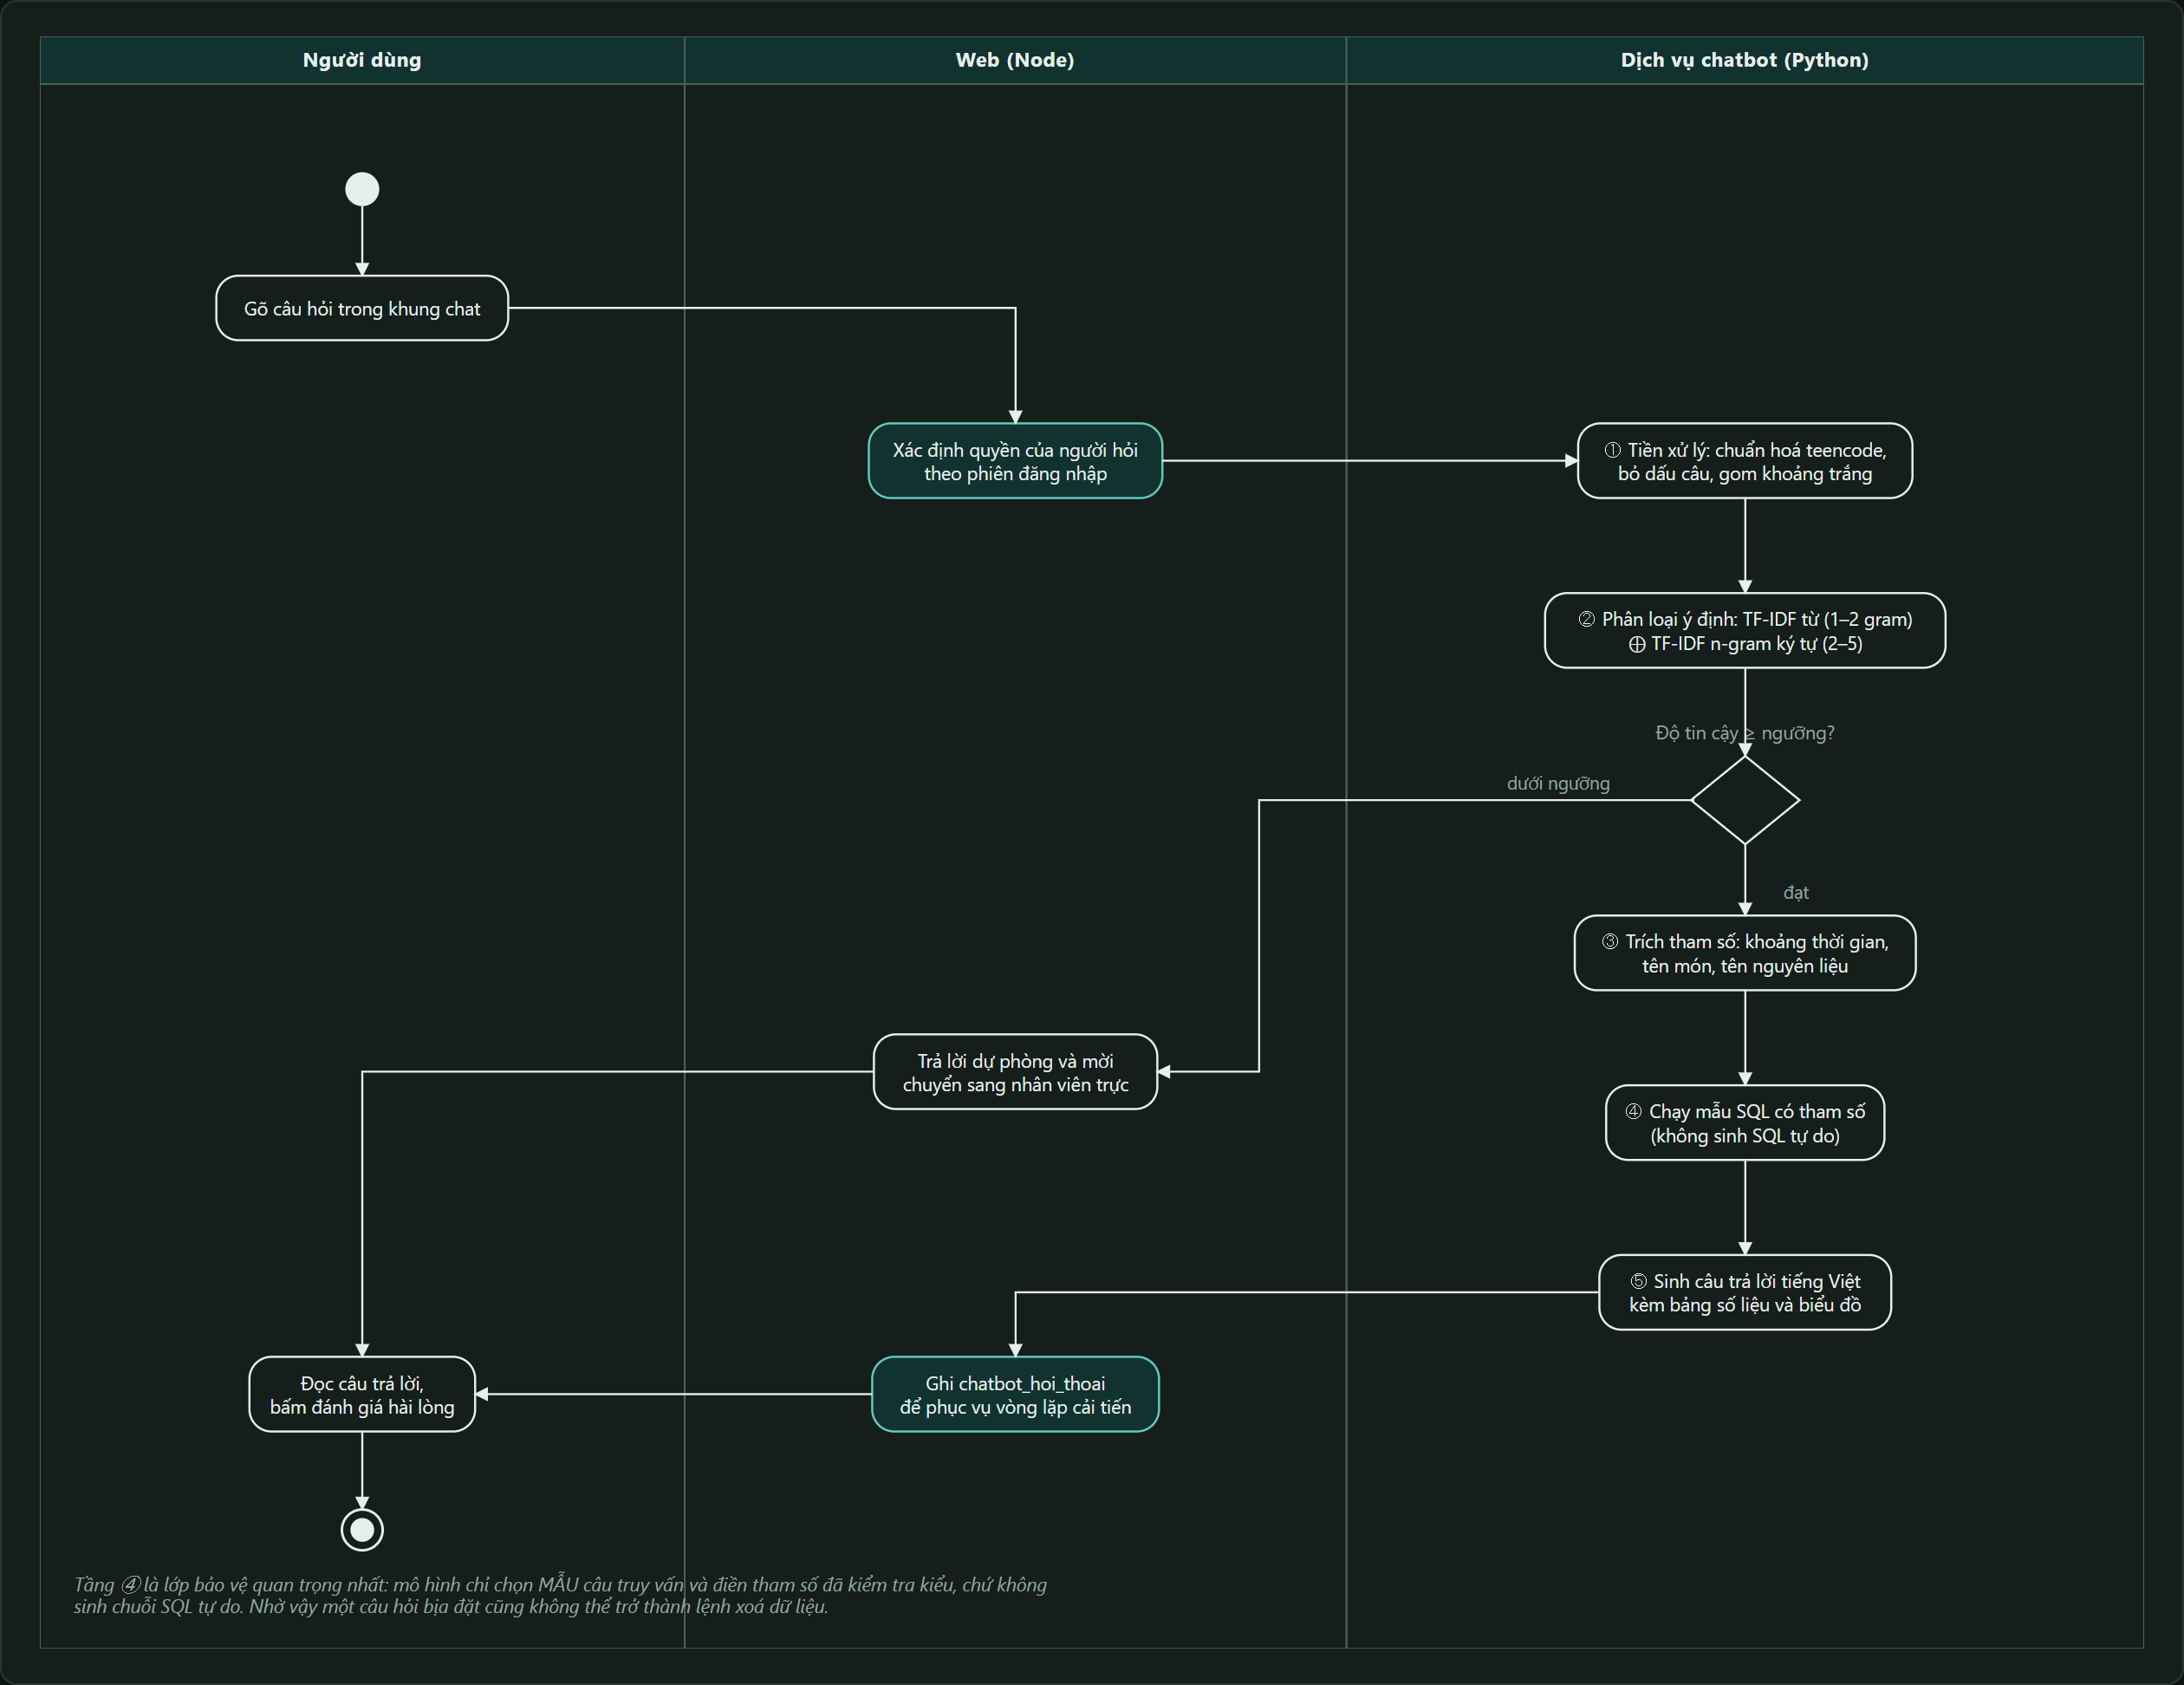 Người dùng
Web (Node)
Dịch vụ chatbot (Python)
Gõ câu hỏi trong khung chat
Xác định quyền của người hỏi
theo phiên đăng nhập
① Tiền xử lý: chuẩn hoá teencode,
bỏ dấu câu, gom khoảng trắng
② Phân loại ý định: TF-IDF từ (1–2 gram)
⊕ TF-IDF n-gram ký tự (2–5)
Độ tin cậy ≥ ngưỡng?
dưới ngưỡng
đạt
③ Trích tham số: khoảng thời gian,
tên món, tên nguyên liệu
Trả lời dự phòng và mời
chuyển sang nhân viên trực
④ Chạy mẫu SQL có tham số
(không sinh SQL tự do)
⑤ Sinh câu trả lời tiếng Việt
kèm bảng số liệu và biểu đồ
Đọc câu trả lời,
bấm đánh giá hài lòng
Ghi chatbot_hoi_thoai
để phục vụ vòng lặp cải tiến
Tầng ④ là lớp bảo vệ quan trọng nhất: mô hình chỉ chọn MẪU câu truy vấn và điền tham số đã kiểm tra kiểu, chứ không
sinh chuỗi SQL tự do. Nhờ vậy một câu hỏi bịa đặt cũng không thể trở thành lệnh xoá dữ liệu.